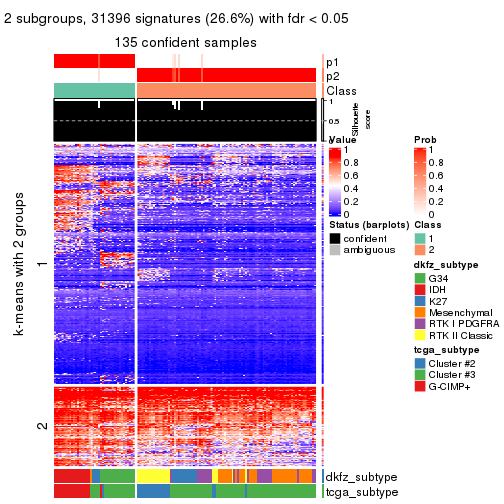 2 subgroups, 31396 signatures (26.6%) with fdr < 0.05
135 confident samples
p1
p2
Class
1
0.5
0
Silhouette
score
k-means with 2 groups
1
2
Value
1
0.8
0.6
0.4
0.2
0
Prob
1
0.8
0.6
0.4
0.2
0
Status (barplots)
confident
ambiguous
Class
1
2
dkfz_subtype
G34
IDH
K27
Mesenchymal
RTK I PDGFRA
RTK II Classic
tcga_subtype
Cluster #2
Cluster #3
G-CIMP+
dkfz_subtype
tcga_subtype